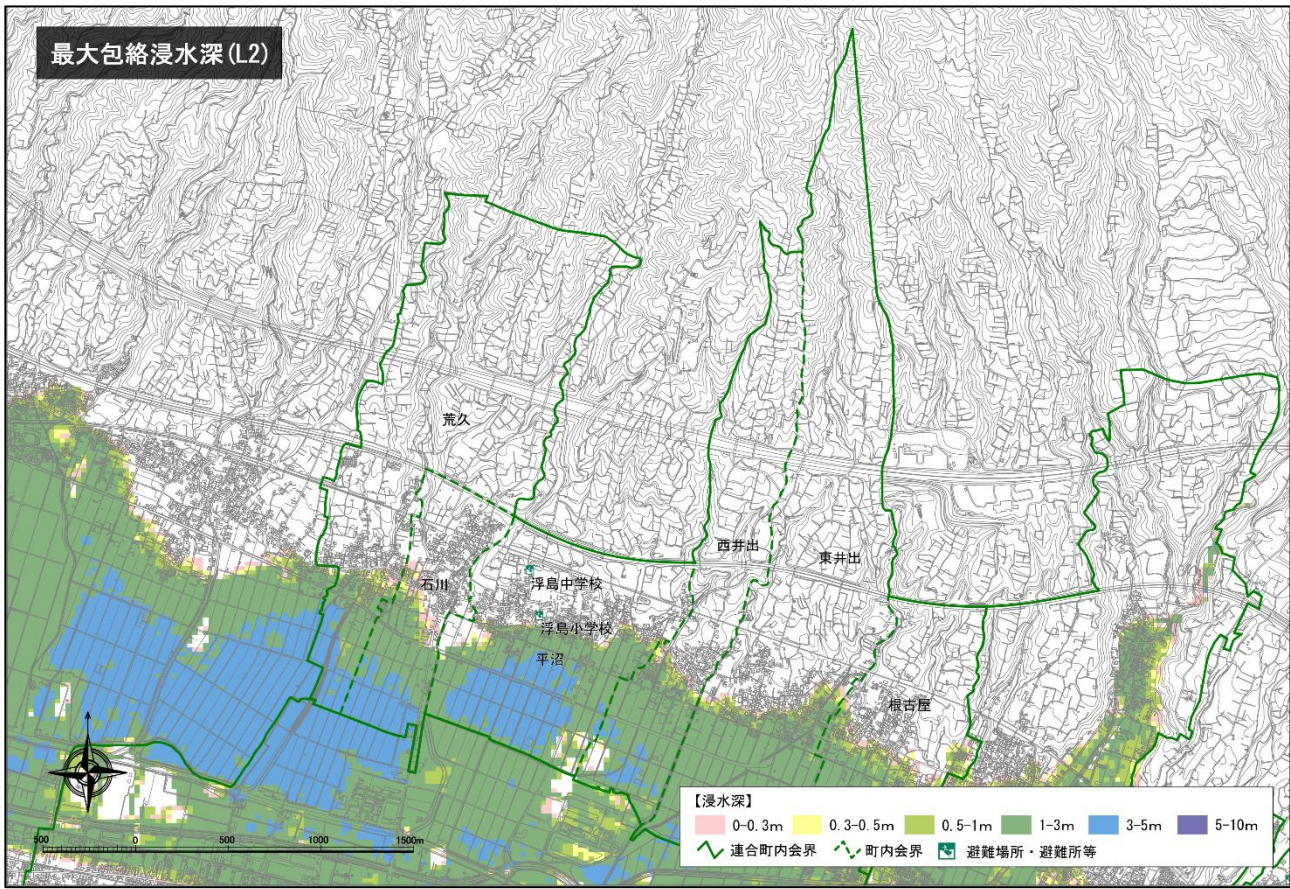 最大包絡浸水深(L2)
荒久
西井出
東井出
石川
浮島中学校
浮島小学校
平沼
根古屋
500 0 500 1000 1500m
【浸水深】
0-0.3m 0.3-0.5m 0.5-1m 1-3m 3-5m 5-10m
連合町内会界 町内会界 避難場所・避難所等